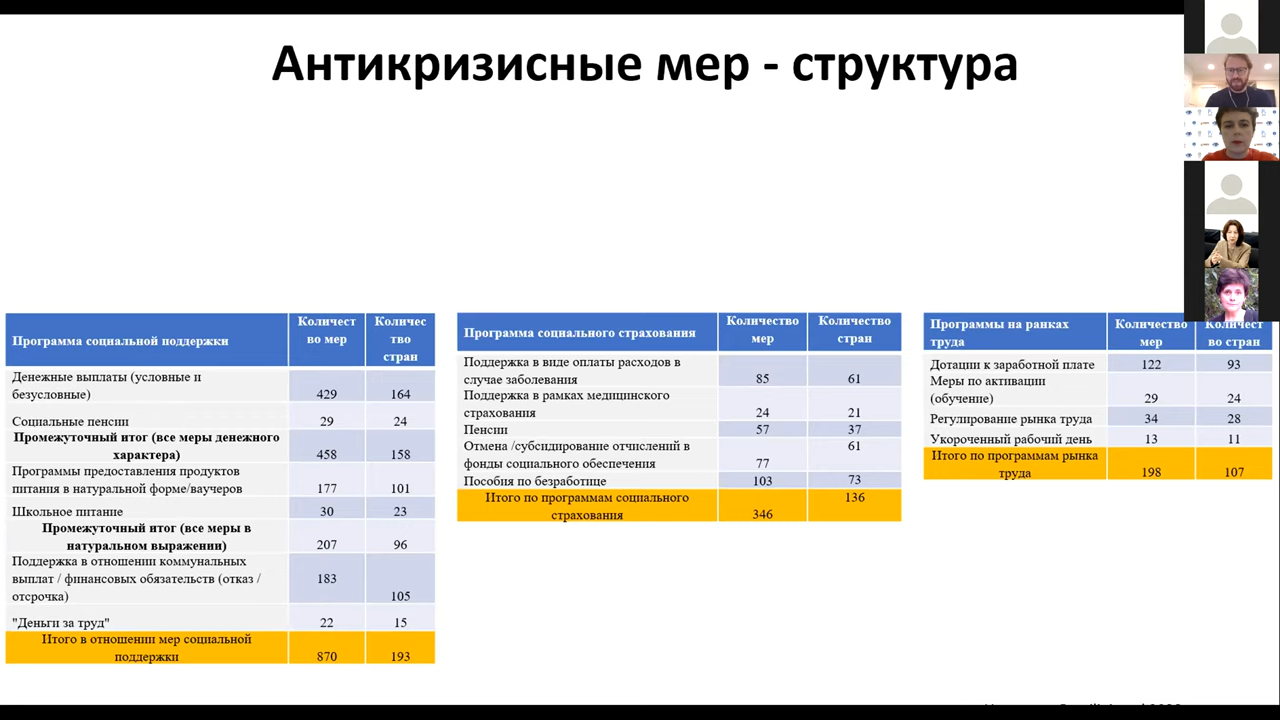 Антикризисные мер - структура
Программа социальной поддержки
Количест
во мер
Количес
тво
стран
Денежные выплаты (условные и
безусловные)
429
164
Социальные пенсии
29
24
Промежуточный итог (все меры денежного
характера)
458
158
Программы предоставления продуктов
питания в натуральной форме/ваучеров
177
101
Школьное питание
30
23
Промежуточный итог (все меры в
натуральном выражении)
207
96
Поддержка в отношении коммунальных
выплат / финансовых обязательств (отказ /
отсрочка)
183
105
"Деньги за труд"
22
15
Итого в отношении мер социальной
поддержки
870
193
Программа социального страхования
Количество
мер
Количество
стран
Поддержка в виде оплаты расходов в
случае заболевания
85
61
Поддержка в рамках медицинского
страхования
24
21
Пенсии
57
37
Отмена /субсидирование отчислений в
фонды социального обеспечения
77
61
Пособия по безработице
103
73
Итого по программам социального
страхования
346
136
Программы на ранках
труда
Количество
мер
Количест
во стран
Дотации к заработной плате
122
93
Меры по активации
(обучение)
29
24
Регулирование рынка труда
34
28
Укороченный рабочий день
13
11
Итого по программам рынка
труда
198
107